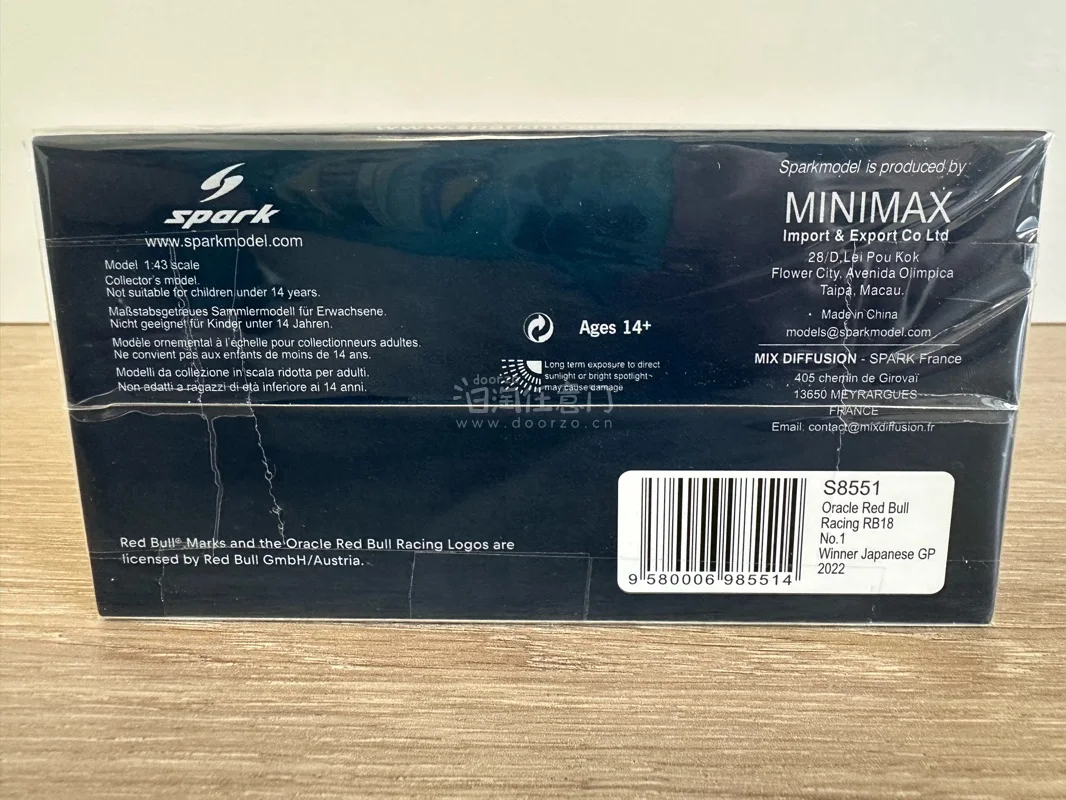 spark
www.sparkmodel.com
Model 1:43 scale
Collector's model.
Not suitable for children under 14 years.
Maßstabsgetreues Sammlermodell für Erwachsene.
Nicht geeignet für Kinder unter 14 Jahren.
Modèle ornemental à l'échelle pour collectionneurs adultes.
Ne convient pas aux enfants de moins de 14 ans.
Modelli da collezione in scala ridotta per adulti.
Non adatti a ragazzi di età inferiore ai 14 anni.
Ages 14+
Long term exposure to direct
sunlight or bright spotlight
may cause damage
Sparkmodel is produced by
MINIMAX
Import & Export Co Ltd
28/D,Lei Pou Kok
Flower City, Avenida Olimpica
Taipa, Macau.
Made in China
models@sparkmodel.com
MIX DIFFUSION - SPARK France
405 chemin de Girovaï
13650 MEYRARGUES
FRANCE
Email: contact@mixdiffusion.fr
任意门
www.doorzo.cn
Red Bull® Marks and the Oracle Red Bull Racing Logos are
licensed by Red Bull GmbH/Austria.
S8551
Oracle Red Bull
Racing RB18
No.1
Winner Japanese GP
2022
9 580006 985514